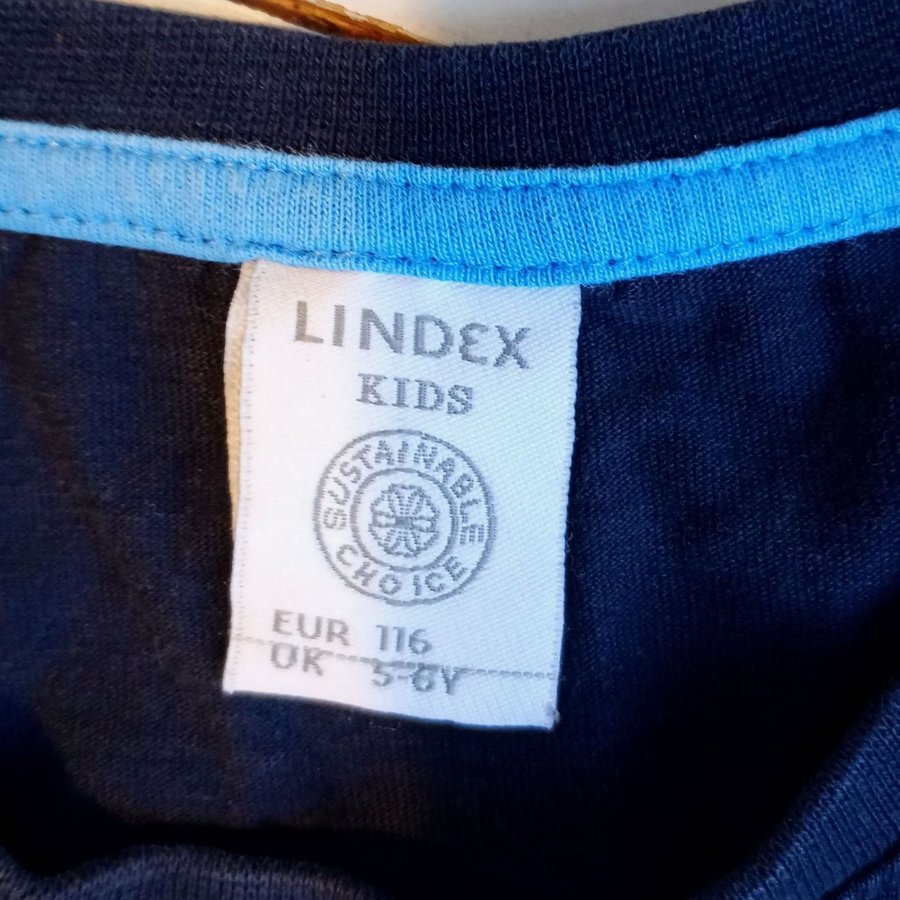 LINDEX
KIDS
SUSTAINABLE
CHOICE
EUR 116
UK 5-6Y